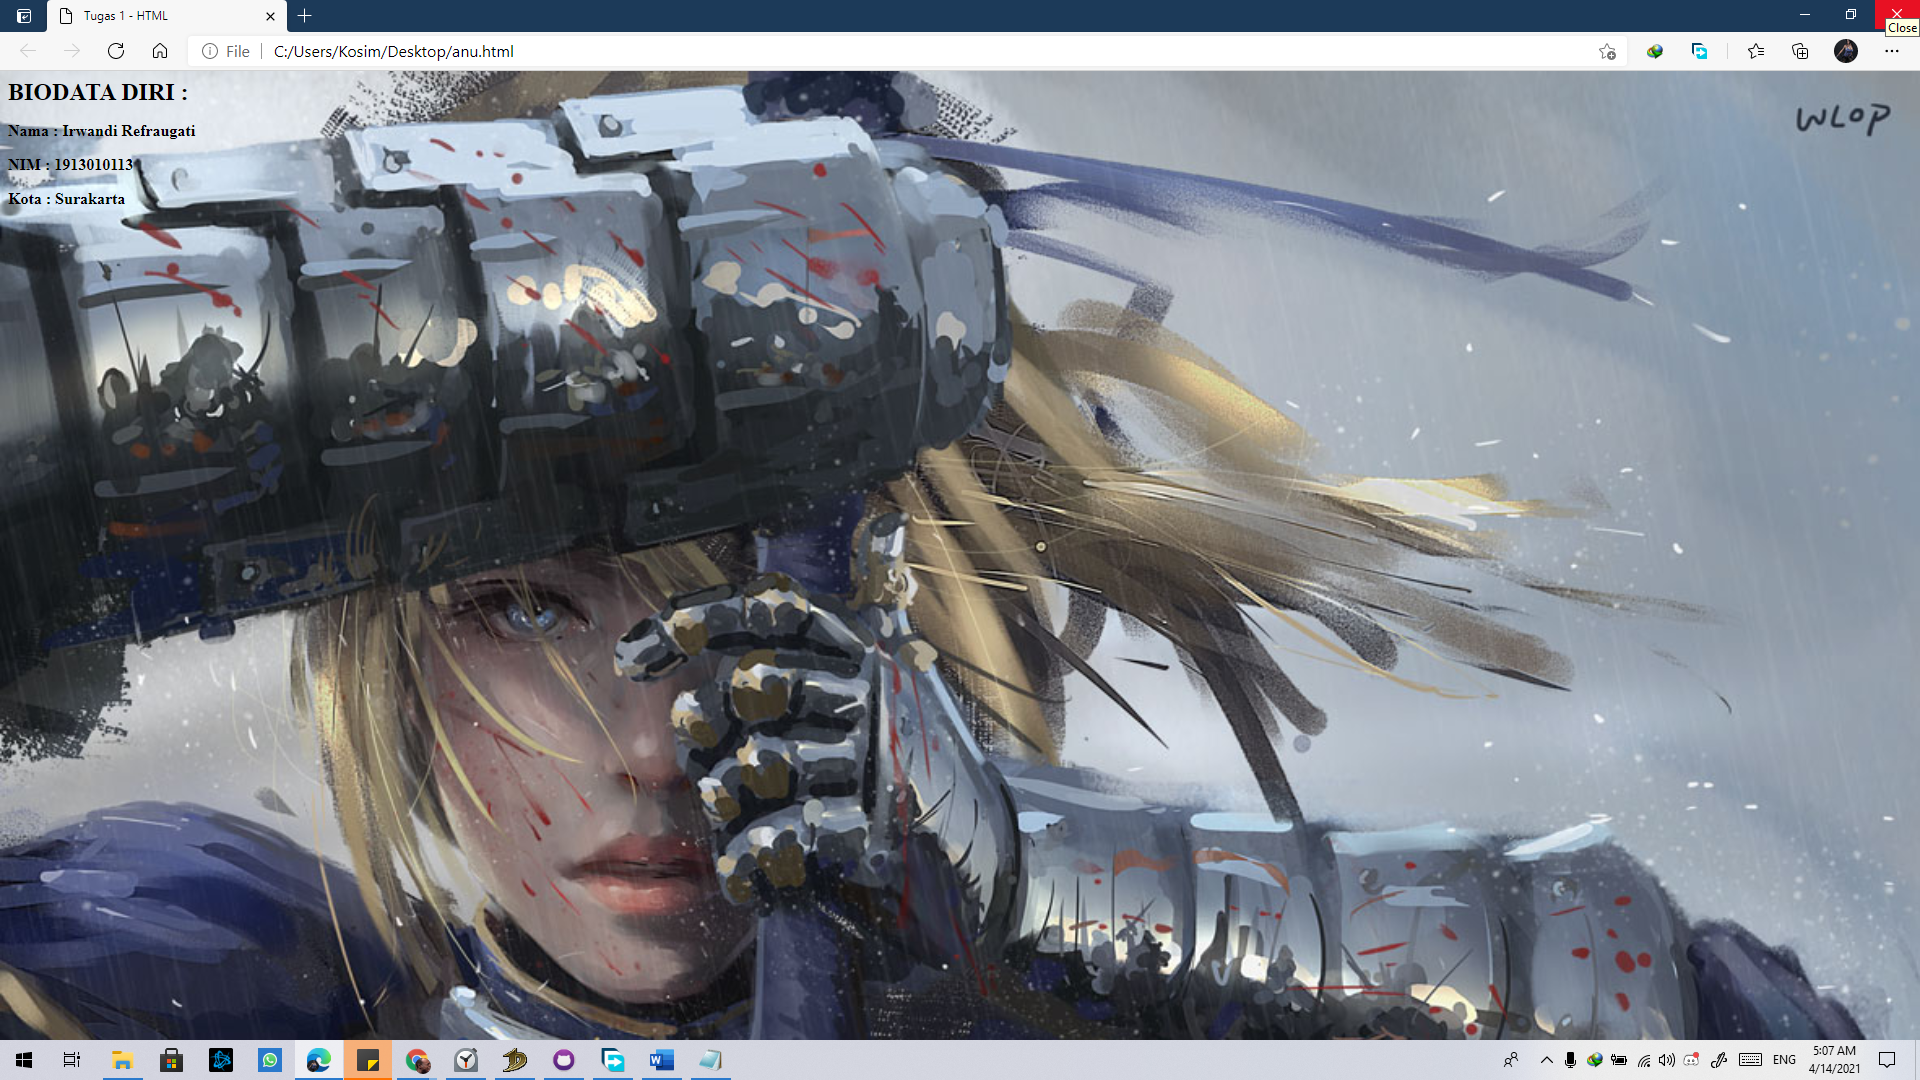 Tugas 1 - HTML
Close
File
C:/Users/Kosim/Desktop/anu.html
BIODATA DIRI :
WLOP
Nama : Irwandi Refraugati
NIM : 1913010113
Kota : Surakarta
ENG
5:07 AM
4/14/2021